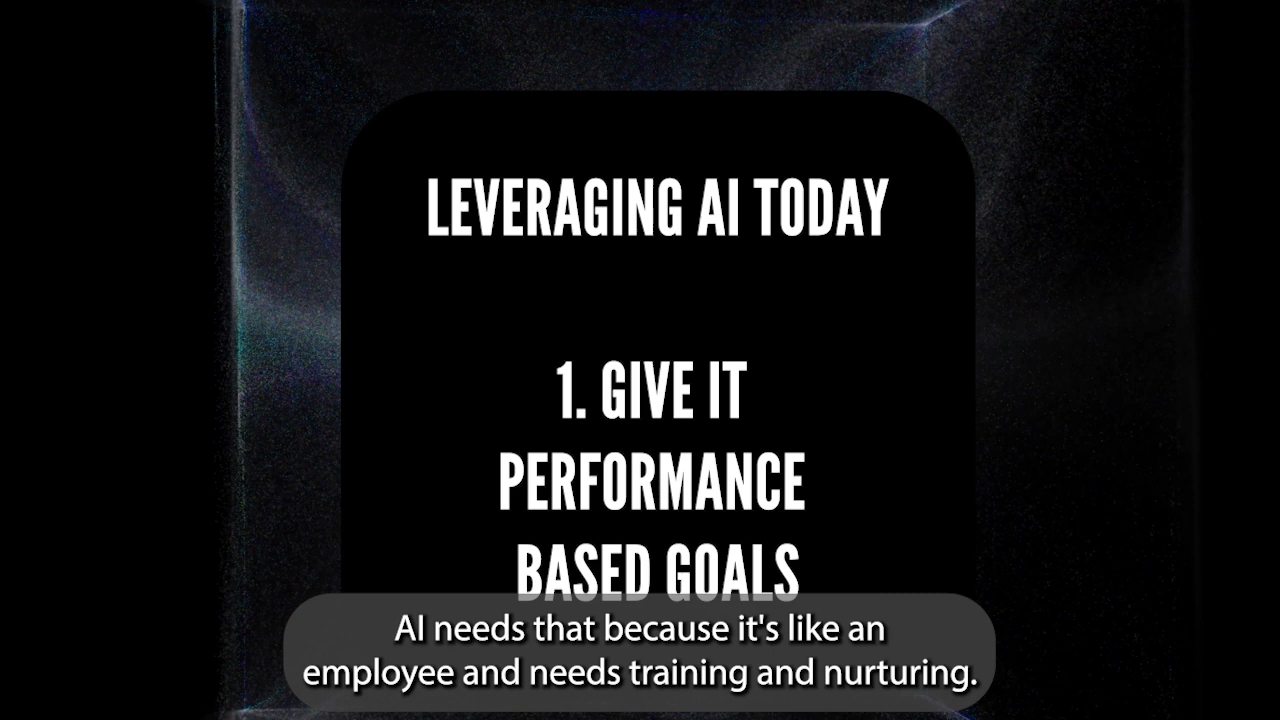 LEVERAGING AI TODAY
1. GIVE IT
PERFORMANCE
BASED GOALS
AI needs that because it's like an
employee and needs training and nurturing.